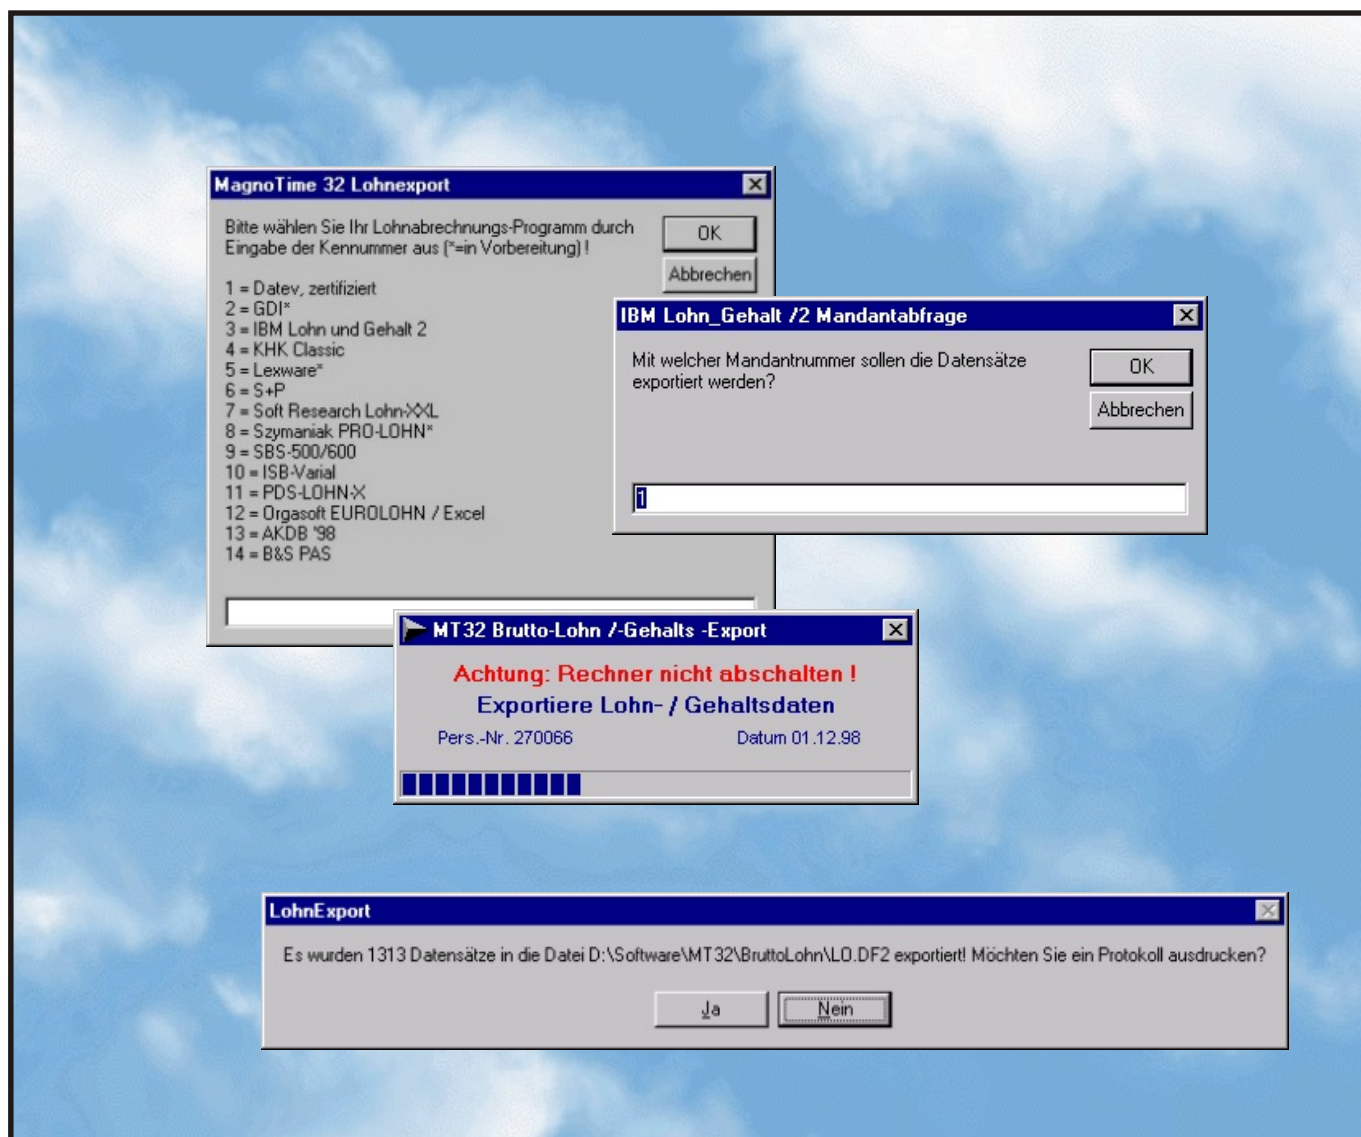 MagnoTime 32 Lohnexport
Bitte wählen Sie Ihr Lohnabrechnungs-Programm durch
Eingabe der Kennummer aus (*=in Vorbereitung) !
OK
Abbrechen
1 = Datev, zertifiziert
2 = GDI*
3 = IBM Lohn und Gehalt 2
4 = KHK Classic
5 = Lexware*
6 = S+P
7 = Soft Research Lohn-XXL
8 = Szymaniak PRO-LOHN*
9 = SBS-500/600
10 = ISB-Varial
11 = PDS-LOHN-X
12 = Orgasoft EUROLOHN / Excel
13 = AKDB '98
14 = B&S PAS
IBM Lohn_Gehalt /2 Mandantabfrage
Mit welcher Mandantnummer sollen die Datensätze
exportiert werden?
OK
Abbrechen
1
MT32 Brutto-Lohn /-Gehalts -Export
Achtung: Rechner nicht abschalten !
Exportiere Lohn- / Gehaltsdaten
Pers.-Nr. 270066 Datum 01.12.98
LohnExport
Es wurden 1313 Datensätze in die Datei D:\Software\MT32\BruttoLohn\LO.DF2 exportiert! Möchten Sie ein Protokoll ausdrucken?
Ja Nein